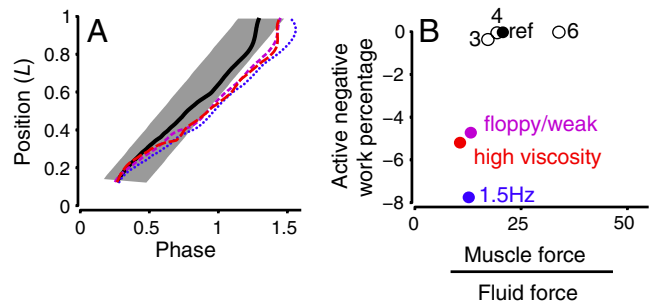 A
Position (L)
1
0.8
0.6
0.4
0.2
0
0 0.5 1 1.5
Phase
B
Active negative
work percentage
0
−2
−4
−6
−8
4
3 ref 6
floppy/weak
high viscosity
1.5Hz
0 25 50
Muscle force
Fluid force